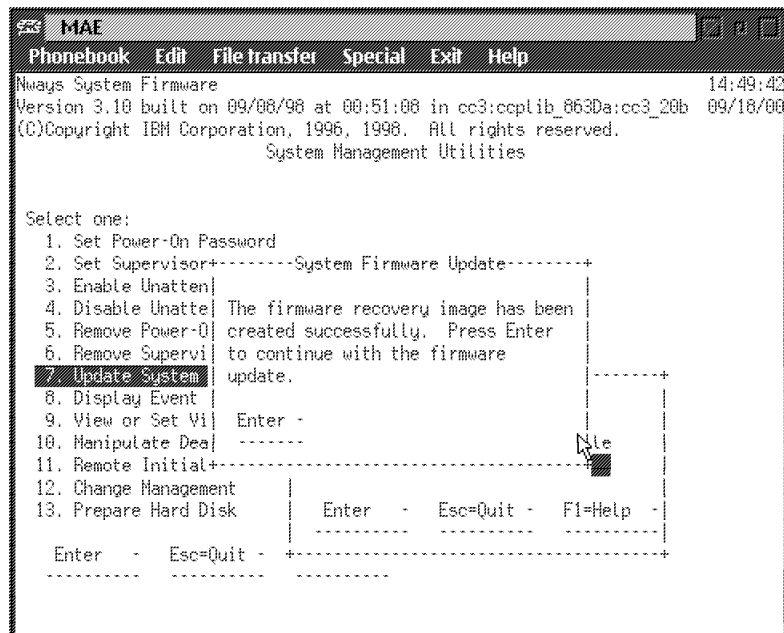 MAE
Phonebook Edit File transfer Special Exit Help
Nways System Firmware 14:49:42
Version 3.10 built on 09/08/98 at 00:51:08 in cc3:ccplib_863Da:cc3_20b 09/18/00
(C)Copyright IBM Corporation, 1996, 1998. All rights reserved.
System Management Utilities
Select one:
1. Set Power-On Password
2. Set Supervisor+--------System Firmware Update--------+
3. Enable Unatten|
4. Disable Unatte| The firmware recovery image has been |
5. Remove Power-O| created successfully. Press Enter |
6. Remove Supervi| to continue with the firmware |
7. Update System | update. |-------+
8. Display Event |
9. View or Set Vi| Enter -
10. Manipulate Dea| ------- le
11. Remote Initial+--------------------------------------+
12. Change Management |
13. Prepare Hard Disk | Enter - Esc=Quit - F1=Help -|
Enter - Esc=Quit - +---------------------------------------+